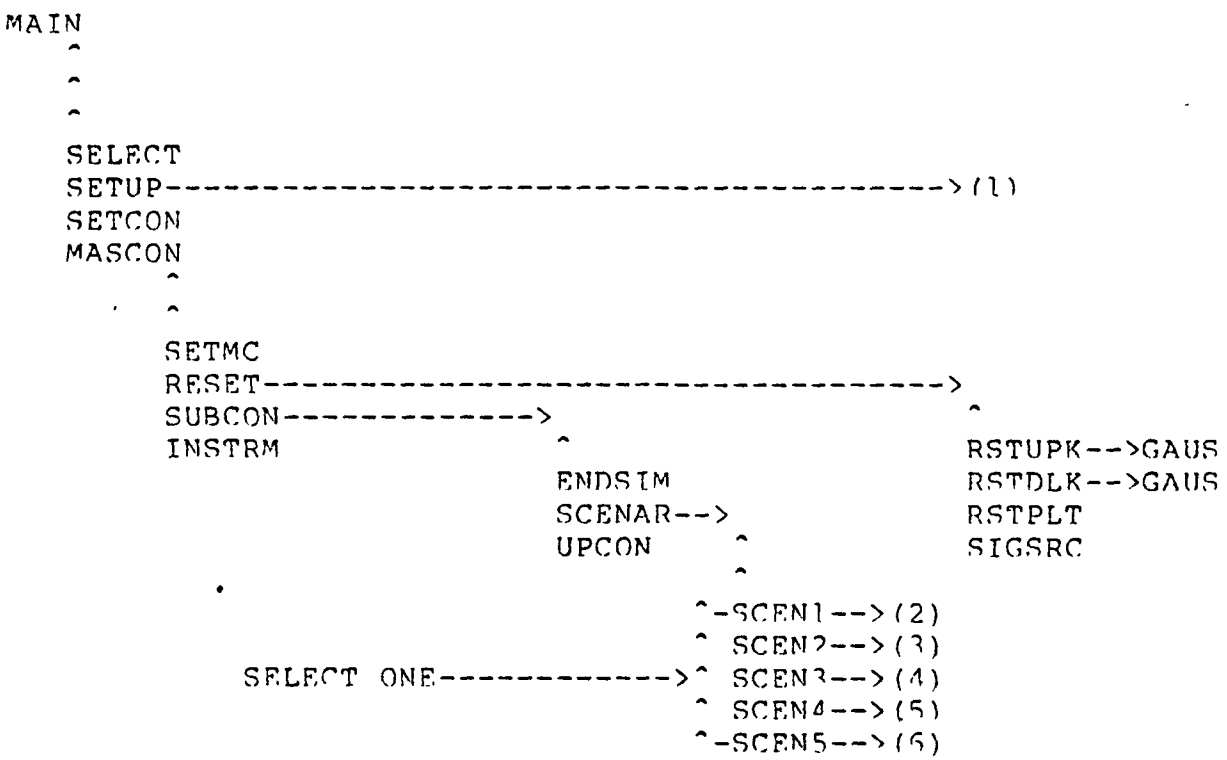 MAIN
^
^
^
SELECT
SETUP---------------------------------------->(1)
SETCON
MASCON
^
^
SETMC
RESET----------------------------------->
SUBCON-------------> ^
INSTRM ^ RSTUPK-->GAUS
ENDSIM RSTDLK-->GAUS
SCENAR--> RSTPLT
UPCON ^ SIGSRC
^
^-SCEN1-->(2)
^ SCEN2-->(3)
SELECT ONE------------>^ SCEN3-->(4)
^ SCEN4-->(5)
^-SCEN5-->(6)